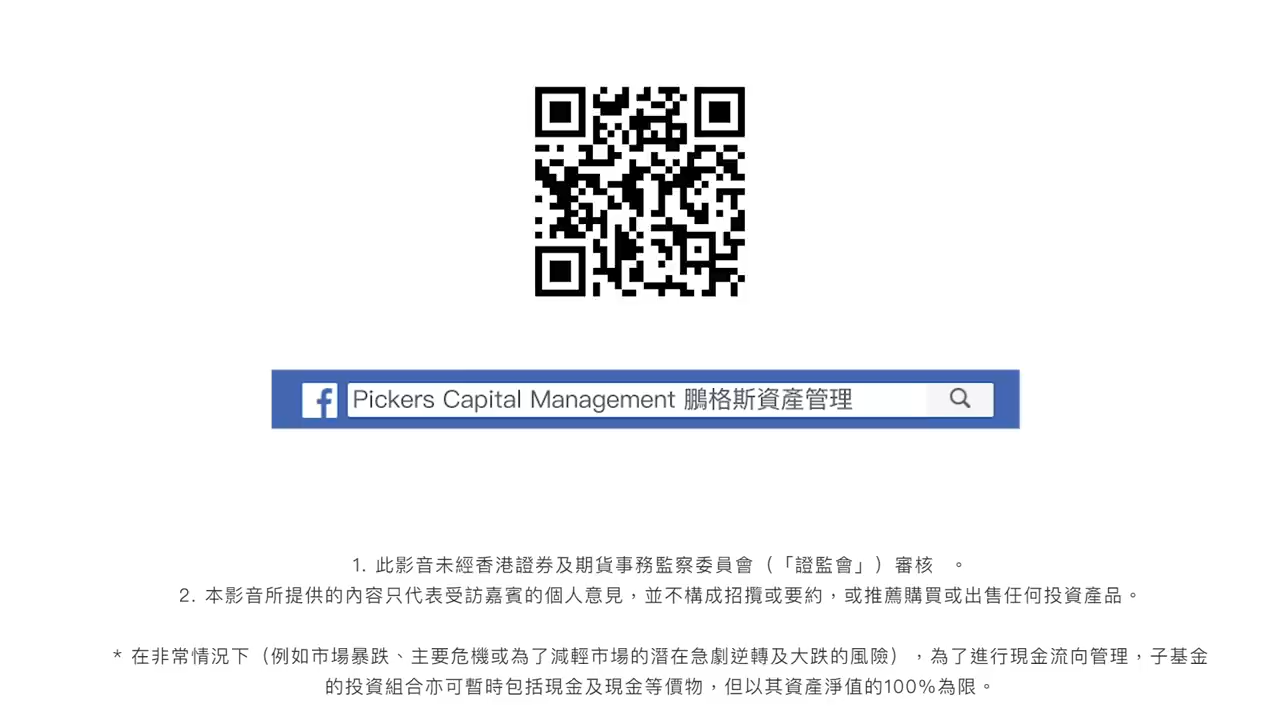 Pickers Capital Management 鵬格斯資產管理
1. 此影音未經香港證券及期貨事務監察委員會（「證監會」）審核 。
2. 本影音所提供的內容只代表受訪嘉賓的個人意見，並不構成招攬或要約，或推薦購買或出售任何投資產品。
* 在非常情況下（例如市場暴跌、主要危機或為了減輕市場的潛在急劇逆轉及大跌的風險），為了進行現金流向管理，子基金
的投資組合亦可暫時包括現金及現金等價物，但以其資產淨值的100%為限。